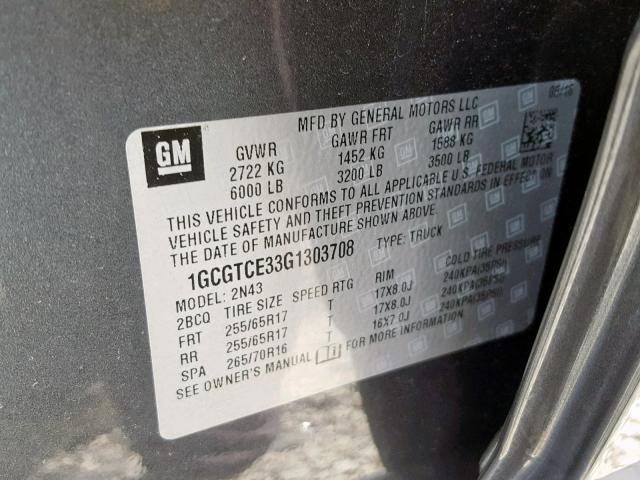 05/16
MFD BY GENERAL MOTORS LLC
GM
GVWR GAWR FRT GAWR RR
2722 KG 1452 KG 1588 KG
6000 LB 3200 LB 3500 LB
THIS VEHICLE CONFORMS TO ALL APPLICABLE U.S. FEDERAL MOTOR
VEHICLE SAFETY AND THEFT PREVENTION STANDARDS IN EFFECT ON
THE DATE OF MANUFACTURE SHOWN ABOVE.
1GCGTCE33G1303708 TYPE: TRUCK
MODEL: 2N43 COLD TIRE PRESSURE
2BCQ TIRE SIZE SPEED RTG RIM
FRT 255/65R17 T 17X8.0J 240KPA(35PSI)
RR 255/65R17 T 17X8.0J 240KPA(35PSI)
SPA 265/70R16 T 16X7.0J 240KPA(35PSI)
SEE OWNER'S MANUAL FOR MORE INFORMATION